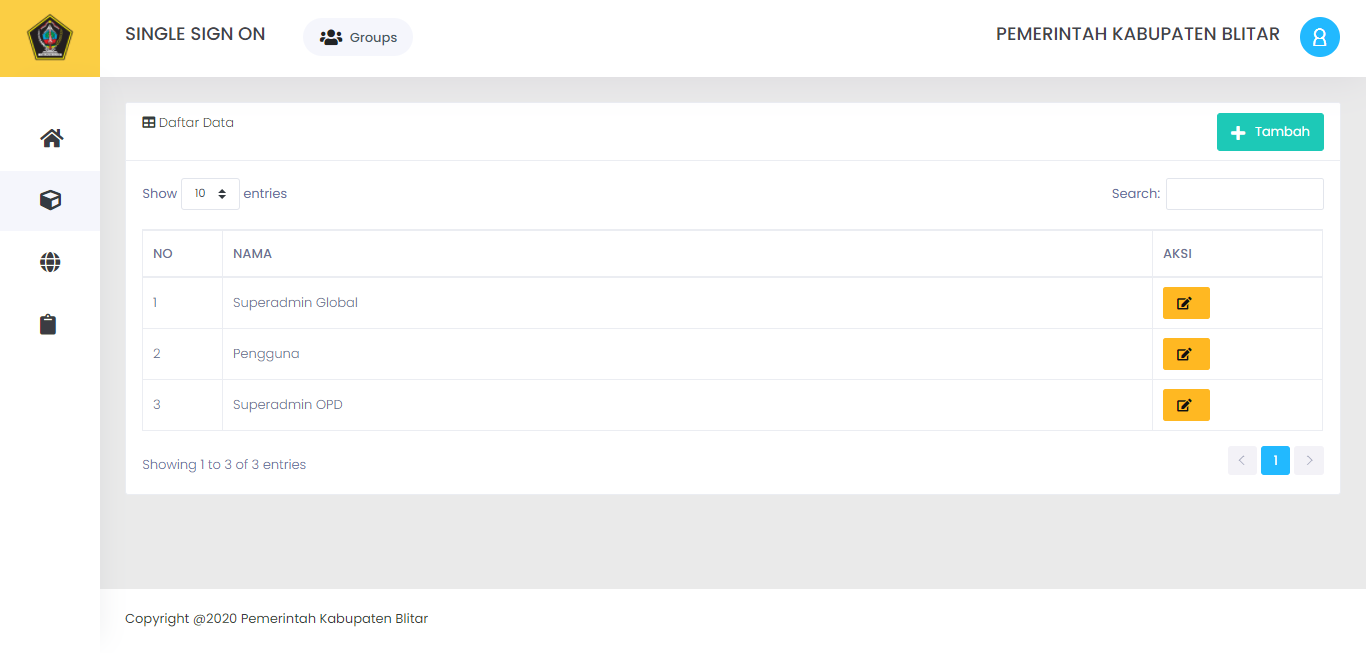 SINGLE SIGN ON
Groups
PEMERINTAH KABUPATEN BLITAR
Daftar Data
Tambah
Show 10 entries
Search:
NO NAMA AKSI
1 Superadmin Global
2 Pengguna
3 Superadmin OPD
Showing 1 to 3 of 3 entries
1
Copyright @2020 Pemerintah Kabupaten Blitar